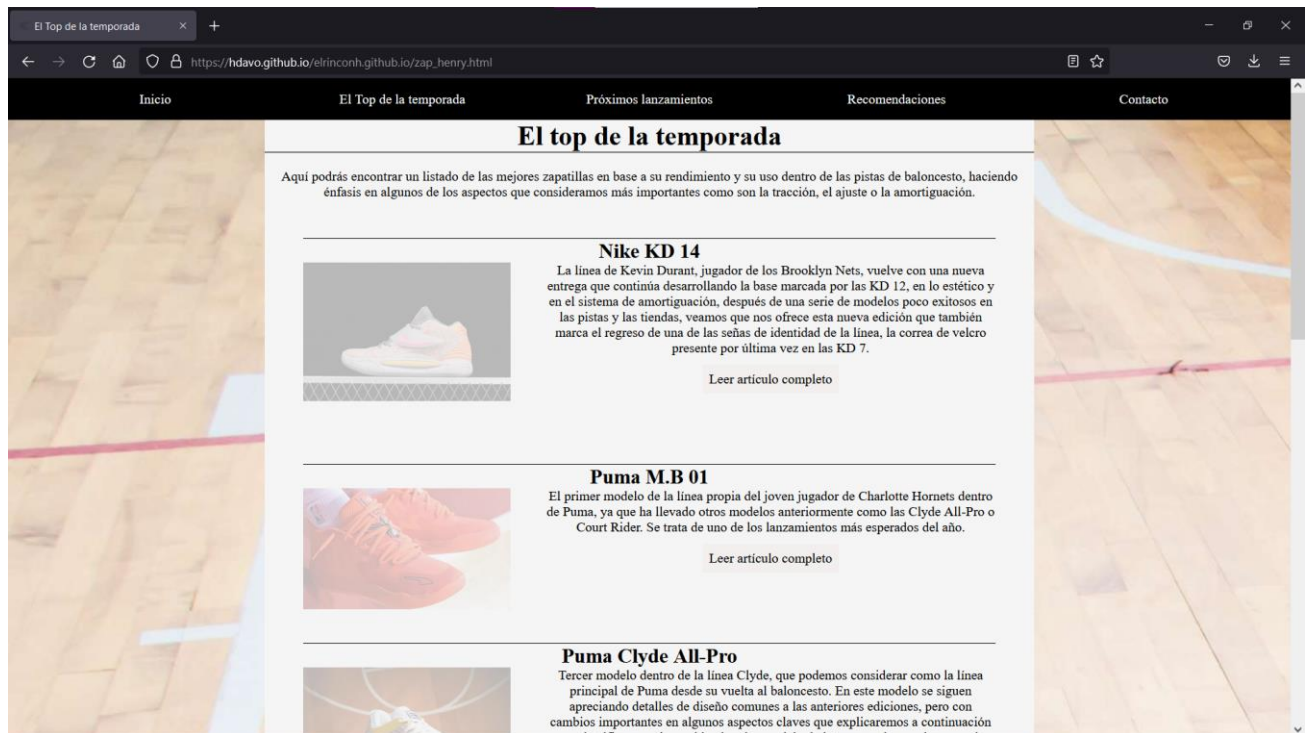 El Top de la temporada
https://hdavo.github.io/elrinconh.github.io/zap_henry.html
Inicio El Top de la temporada Próximos lanzamientos Recomendaciones Contacto
El top de la temporada
Aquí podrás encontrar un listado de las mejores zapatillas en base a su rendimiento y su uso dentro de las pistas de baloncesto, haciendo
énfasis en algunos de los aspectos que consideramos más importantes como son la tracción, el ajuste o la amortiguación.
Nike KD 14
La línea de Kevin Durant, jugador de los Brooklyn Nets, vuelve con una nueva
entrega que continúa desarrollando la base marcada por las KD 12, en lo estético y
en el sistema de amortiguación, después de una serie de modelos poco exitosos en
las pistas y las tiendas, veamos que nos ofrece esta nueva edición que también
marca el regreso de una de las señas de identidad de la línea, la correa de velcro
presente por última vez en las KD 7.
Leer artículo completo
Puma M.B 01
El primer modelo de la línea propia del joven jugador de Charlotte Hornets dentro
de Puma, ya que ha llevado otros modelos anteriormente como las Clyde All-Pro o
Court Rider. Se trata de uno de los lanzamientos más esperados del año.
Leer artículo completo
Puma Clyde All-Pro
Tercer modelo dentro de la línea Clyde, que podemos considerar como la línea
principal de Puma desde su vuelta al baloncesto. En este modelo se siguen
apreciando detalles de diseño comunes a las anteriores ediciones, pero con
cambios importantes en algunos aspectos claves que explicaremos a continuación